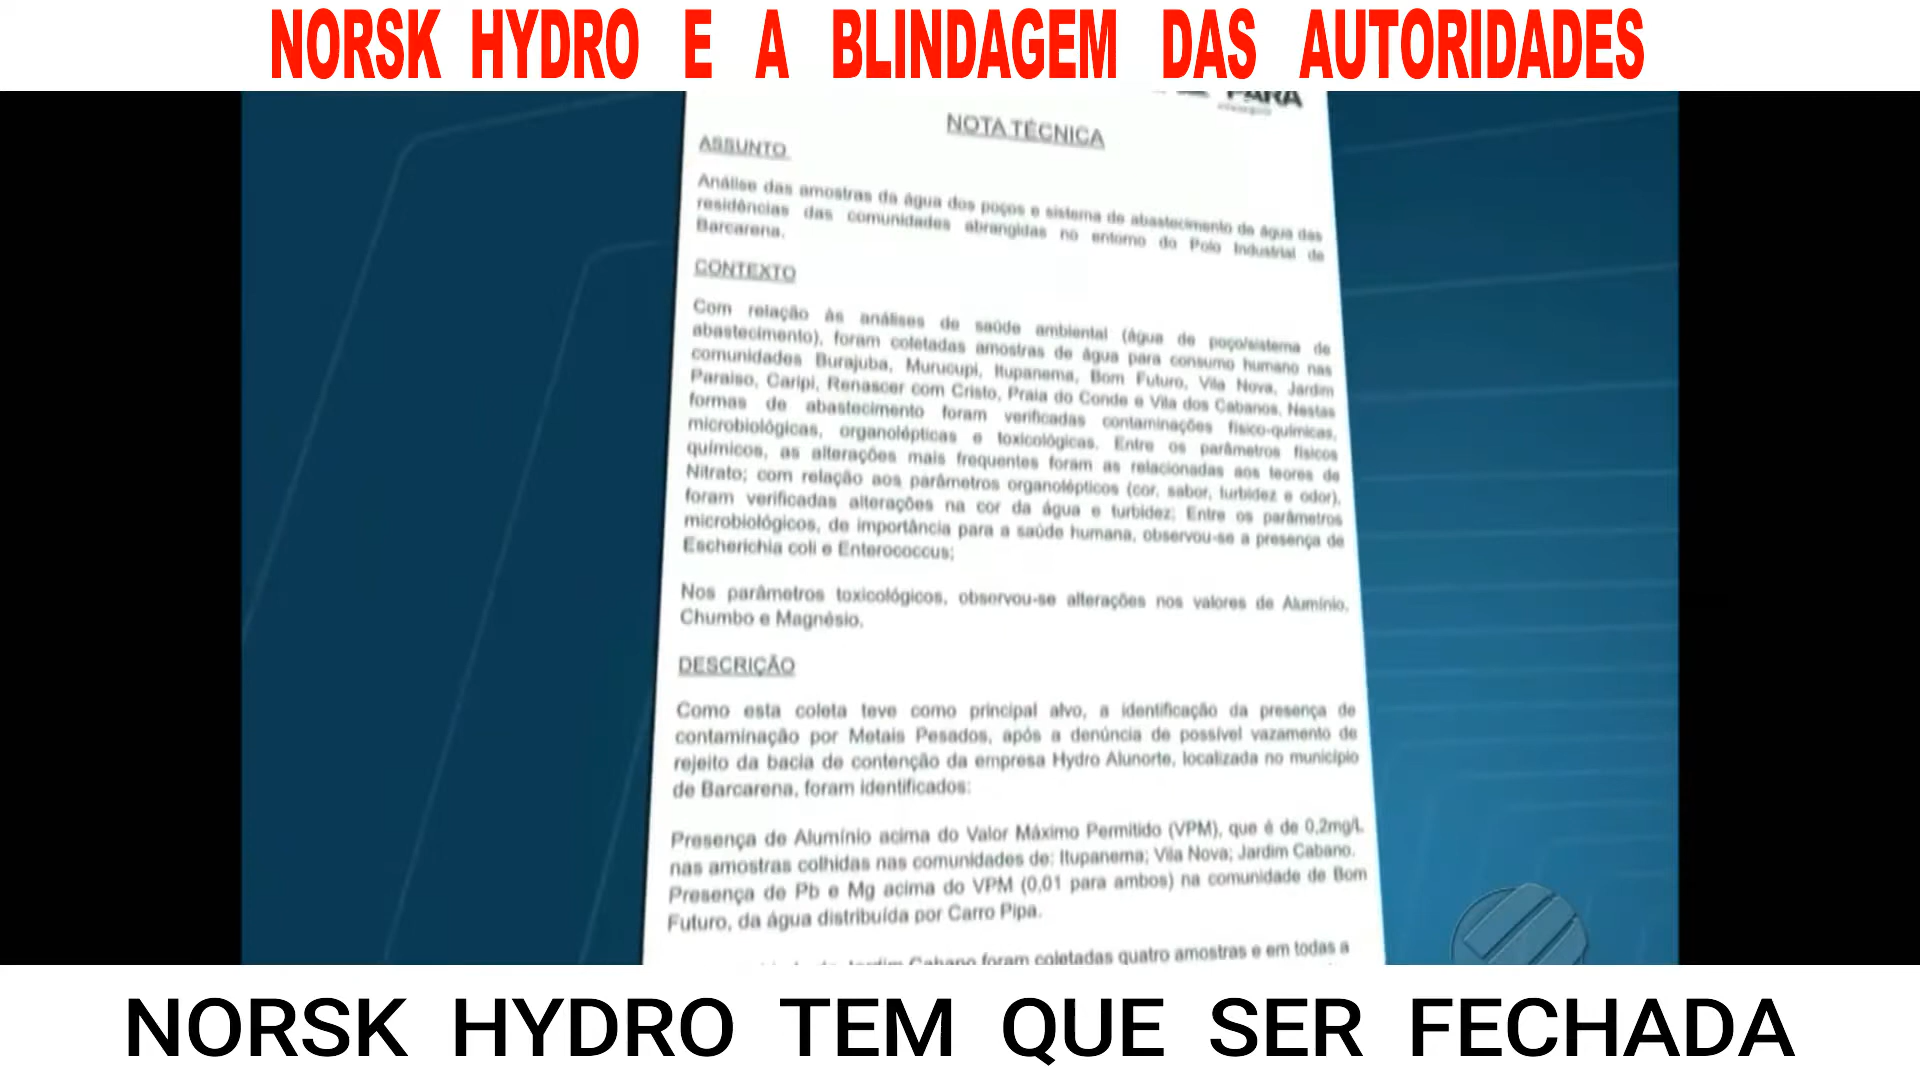 NORSK HYDRO E A BLINDAGEM DAS AUTORIDADES
PARÁ
NOTA TÉCNICA
ASSUNTO
Análise das amostras da água dos poços e sistema de abastecimento de água das
residências das comunidades abrangidas no entorno do Polo Industrial de
Barcarena.
CONTEXTO
Com relação às análises de saúde ambiental (água de poço/sistema de
abastecimento), foram coletadas amostras de água para consumo humano nas
comunidades Burajuba, Murucupi, Itupanema, Bom Futuro, Vila Nova, Jardim
Paraíso, Caripi, Renascer com Cristo, Praia do Conde e Vila dos Cabanos. Nestas
formas de abastecimento foram verificadas contaminações físico-químicas,
microbiológicas, organolépticas e toxicológicas. Entre os parâmetros físicos
químicos, as alterações mais frequentes foram as relacionadas aos teores de
Nitrato; com relação aos parâmetros organolépticos (cor, sabor, turbidez e odor),
foram verificadas alterações na cor da água e turbidez; Entre os parâmetros
microbiológicos, de importância para a saúde humana, observou-se a presença de
Escherichia coli e Enterococcus;
Nos parâmetros toxicológicos, observou-se alterações nos valores de Alumínio,
Chumbo e Magnésio.
DESCRIÇÃO
Como esta coleta teve como principal alvo, a identificação da presença de
contaminação por Metais Pesados, após a denúncia de possível vazamento de
rejeito da bacia de contenção da empresa Hydro Alunorte, localizada no município
de Barcarena, foram identificados:
Presença de Alumínio acima do Valor Máximo Permitido (VPM), que é de 0,2mg/L
nas amostras colhidas nas comunidades de: Itupanema; Vila Nova; Jardim Cabano.
Presença de Pb e Mg acima do VPM (0,01 para ambos) na comunidade de Bom
Futuro, da água distribuída por Carro Pipa.
Jardim Cabano foram coletadas quatro amostras e em todas a
NORSK HYDRO TEM QUE SER FECHADA